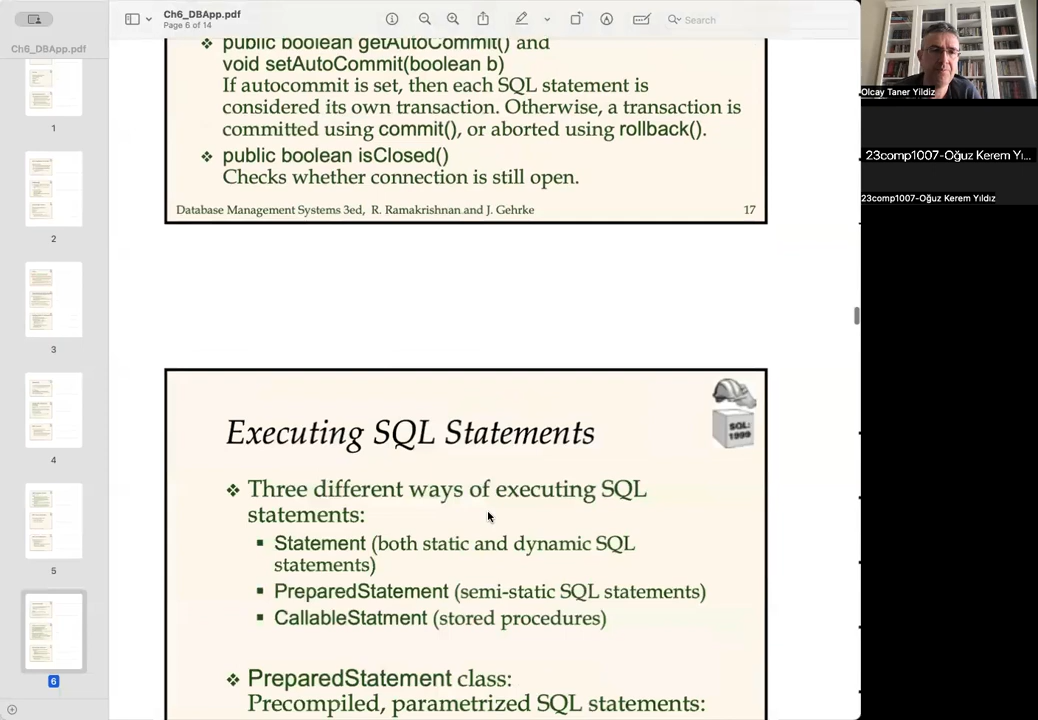 Ch6_DBApp.pdf
Page 6 of 14
Search
Ch6_DBApp.pdf
1
2
3
4
5
6
public boolean getAutoCommit() and
void setAutoCommit(boolean b)
If autocommit is set, then each SQL statement is
considered its own transaction. Otherwise, a transaction is
committed using commit(), or aborted using rollback().
public boolean isClosed()
Checks whether connection is still open.
Database Management Systems 3ed, R. Ramakrishnan and J. Gehrke
17
Executing SQL Statements
SQL:
1999
Three different ways of executing SQL
statements:
Statement (both static and dynamic SQL
statements)
PreparedStatement (semi-static SQL statements)
CallableStatment (stored procedures)
PreparedStatement class:
Precompiled, parametrized SQL statements:
Olcay Taner Yildiz
23comp1007-Oğuz Kerem Yı...
23comp1007-Oğuz Kerem Yıldız